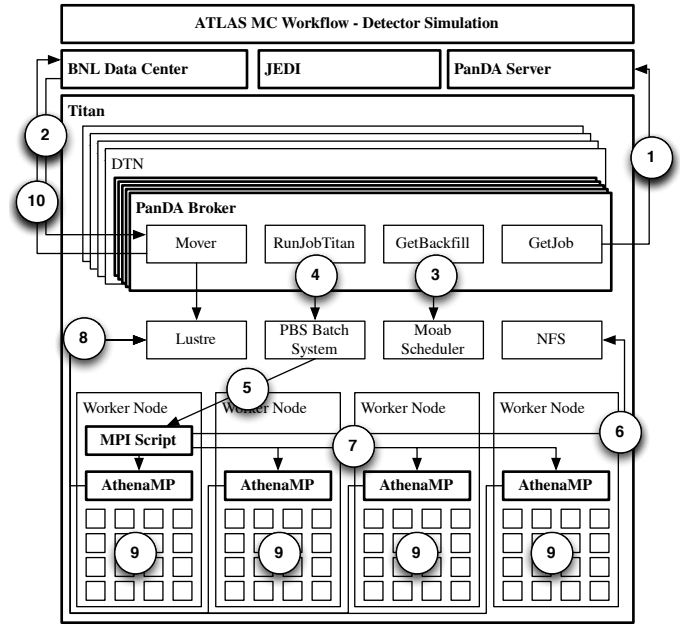 ATLAS MC Workflow - Detector Simulation
BNL Data Center
JEDI
PanDA Server
Titan
2
DTN
1
10
PanDA Broker
Mover
RunJobTitan
GetBackfill
GetJob
4
3
8
Lustre
PBS Batch
System
Moab
Scheduler
NFS
5
Worker Node
Worker Node
Worker Node
Worker Node
MPI Script
7
6
AthenaMP
AthenaMP
AthenaMP
AthenaMP
9
9
9
9